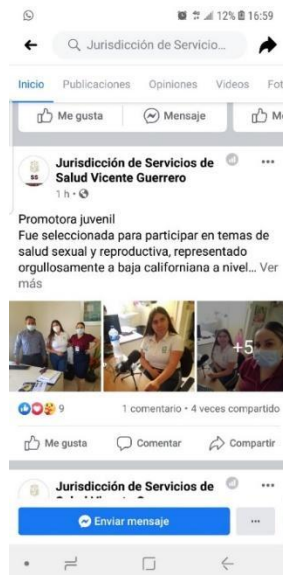 12% 16:59
Jurisdicción de Servicio...
Inicio Publicaciones Opiniones Videos Fot
Me gusta Mensaje M
Jurisdicción de Servicios de
Salud Vicente Guerrero
1 h
Promotora juvenil
Fue seleccionada para participar en temas de
salud sexual y reproductiva, representado
orgullosamente a baja californiana a nivel... Ver
más
+5
9 1 comentario • 4 veces compartido
Me gusta Comentar Compartir
Jurisdicción de Servicios de
Enviar mensaje